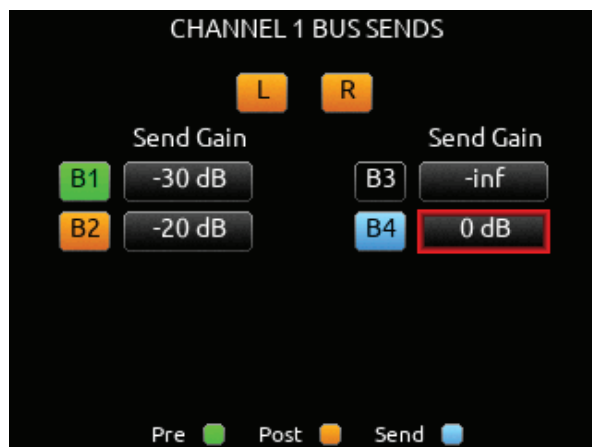 CHANNEL 1 BUS SENDS
L R
Send Gain Send Gain
B1 -30 dB B3 -inf
B2 -20 dB B4 0 dB
Pre Post Send